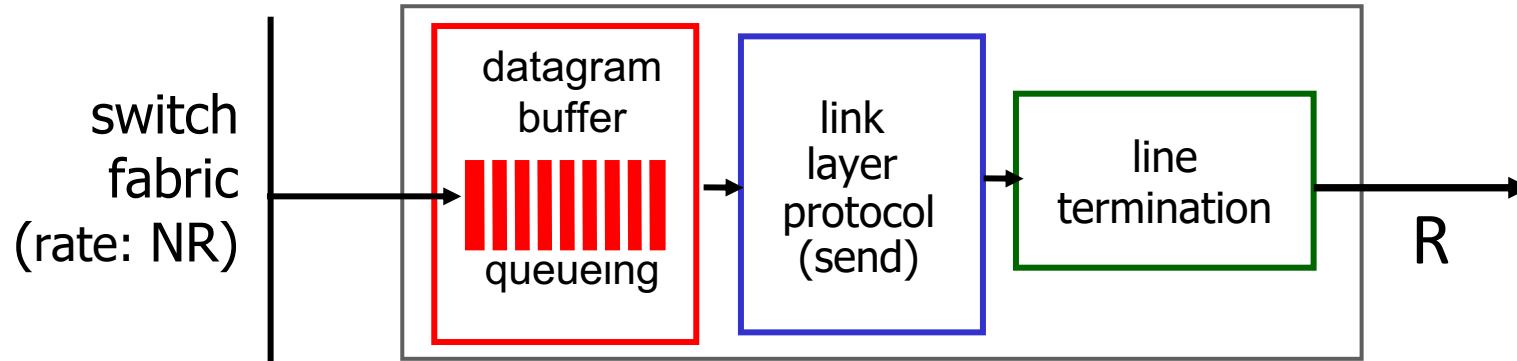 switch
fabric
(rate: NR)
datagram
buffer
queueing
link
layer
protocol
(send)
line
termination
R